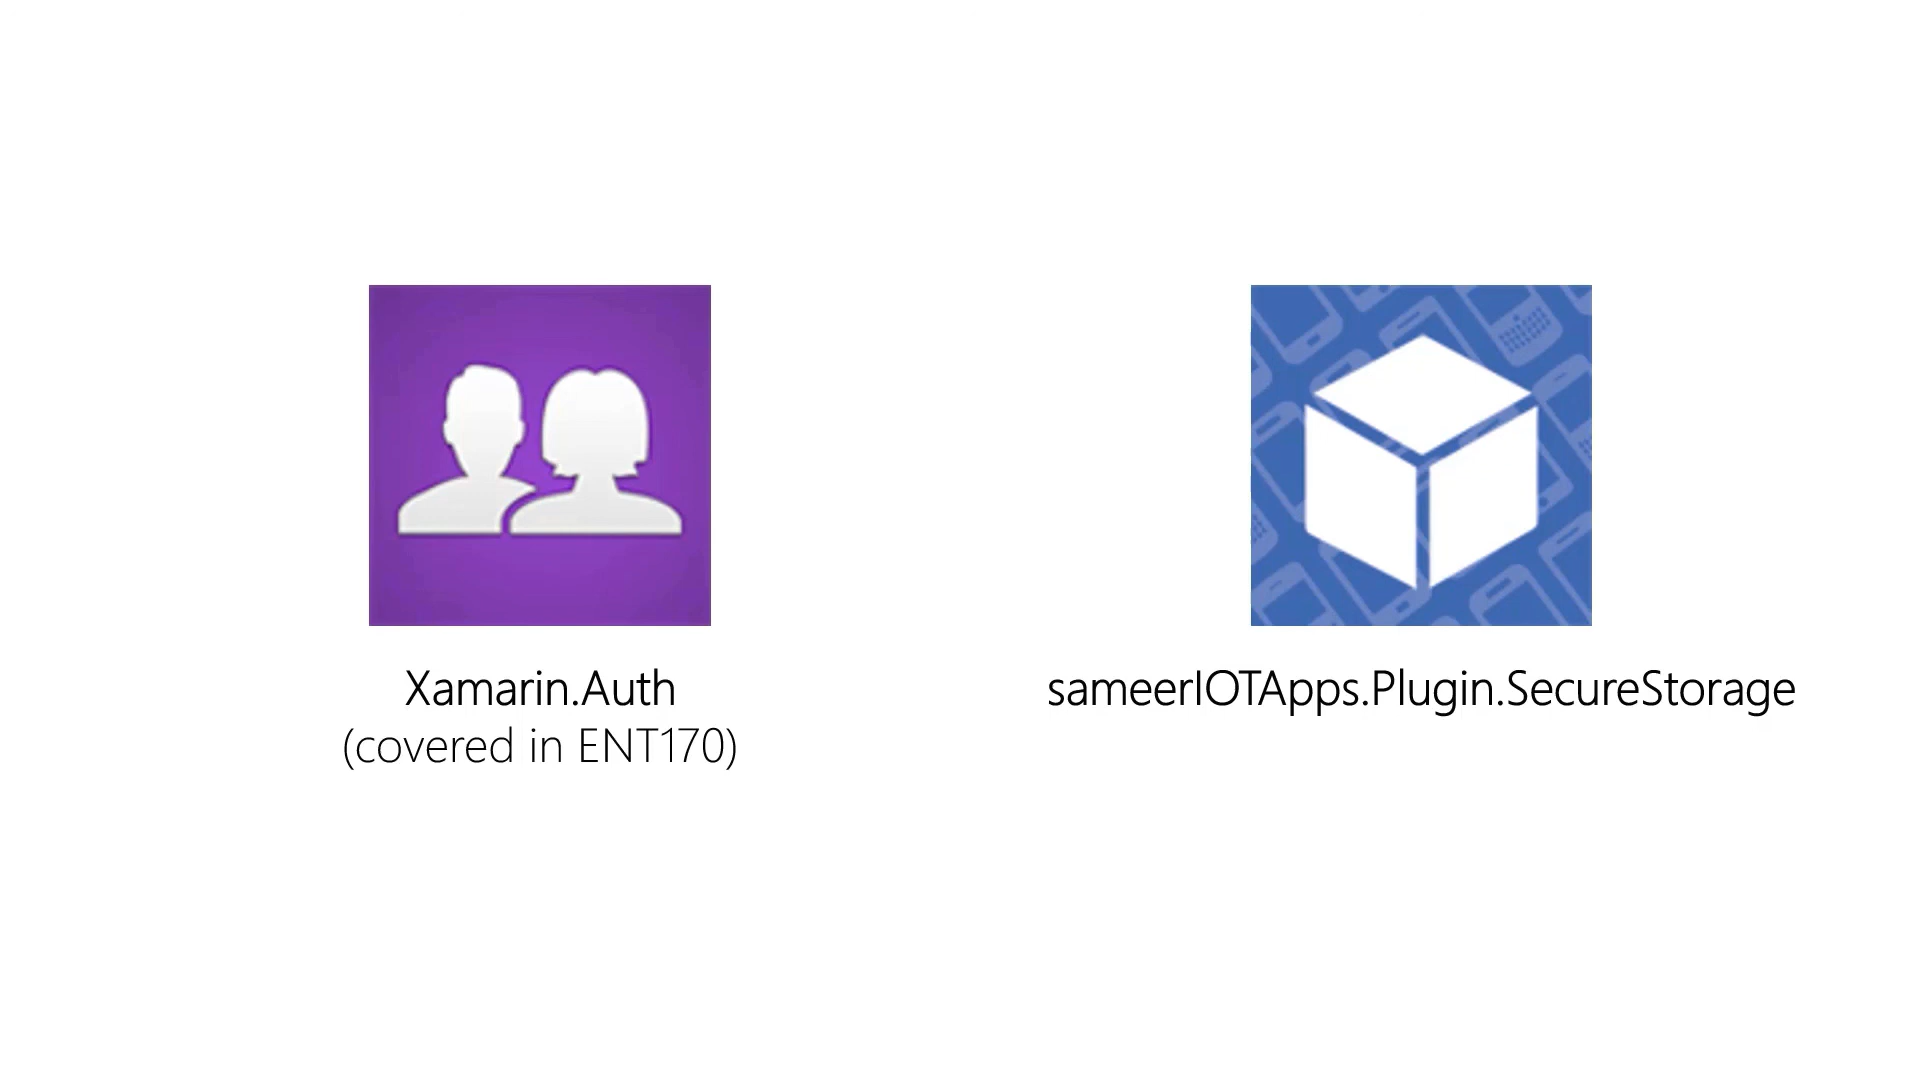 Xamarin.Auth
(covered in ENT170)
sameerIOTApps.Plugin.SecureStorage